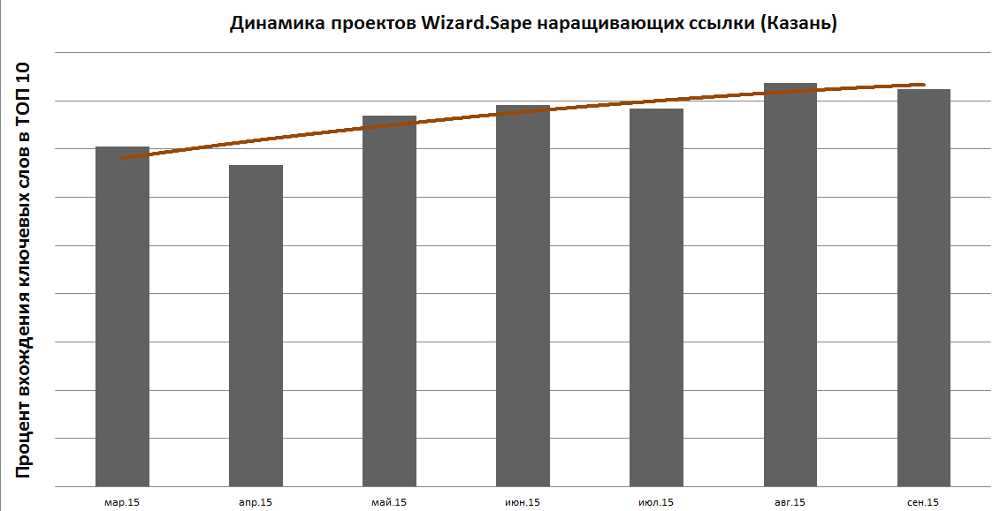 Динамика проектов Wizard.Sape наращивающих ссылки (Казань)
Процент вхождения ключевых слов в ТОП 10
мар.15
апр.15
май.15
июн.15
июл.15
авг.15
сен.15